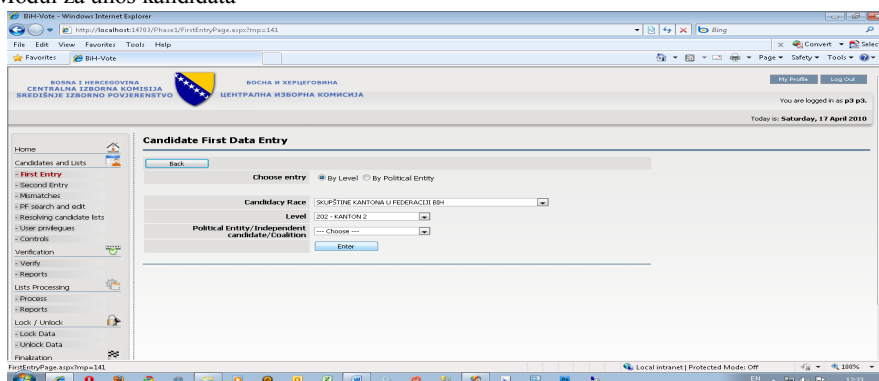 Modul za unos kandidata
BiH-Vote - Windows Internet Explorer
http://localhost:14703/Phase1/FirstEntryPage.aspx?mp=141
Bing
File Edit View Favorites Tools Help
Convert Selec
Favorites BiH-Vote
Page Safety Tools
BOSNA I HERCEGOVINA
CENTRALNA IZBORNA KOMISIJA
SREDIŠNJE IZBORNO POVJERENSTVO
БОСНА И ХЕРЦЕГОВИНА
ЦЕНТРАЛНА ИЗБОРНА КОМИСИЈА
My Profile Log Out
You are logged in as p3 p3.
Today is: Saturday, 17 April 2010
Home
Candidates and Lists
- First Entry
- Second Entry
- Mismatches
- PF search and edit
- Resolving candidate lists
- User privileges
- Controls
Verification
- Verify
- Reports
Lists Processing
- Process
- Reports
Lock / Unlock
- Lock Data
- Unlock Data
Finalization
Candidate First Data Entry
Back
Choose entry By Level By Political Entity
Candidacy Race SKUPŠTINE KANTONA U FEDERACIJI BIH
Level 202 - KANTON 2
Political Entity/Independent
candidate/Coalition --- Choose ---
Enter
FirstEntryPage.aspx?mp=141
Local intranet | Protected Mode: Off 100%
EN 12:21